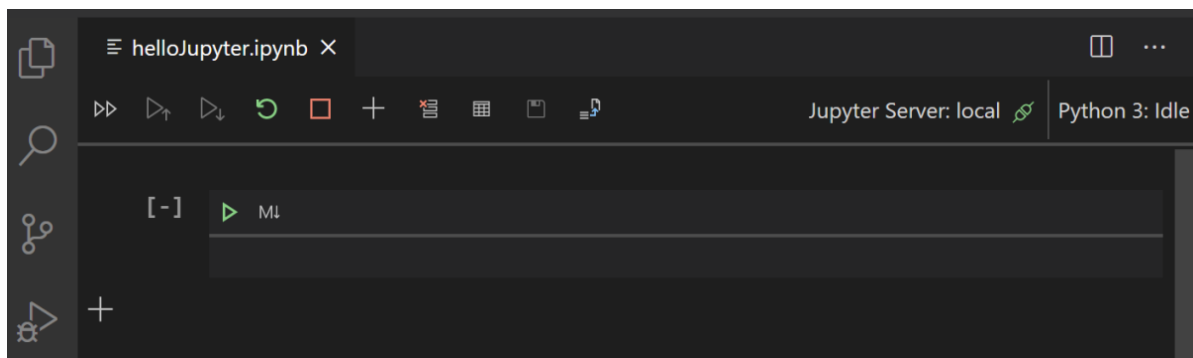 helloJupyter.ipynb
Jupyter Server: local
Python 3: Idle
[-]
M↓